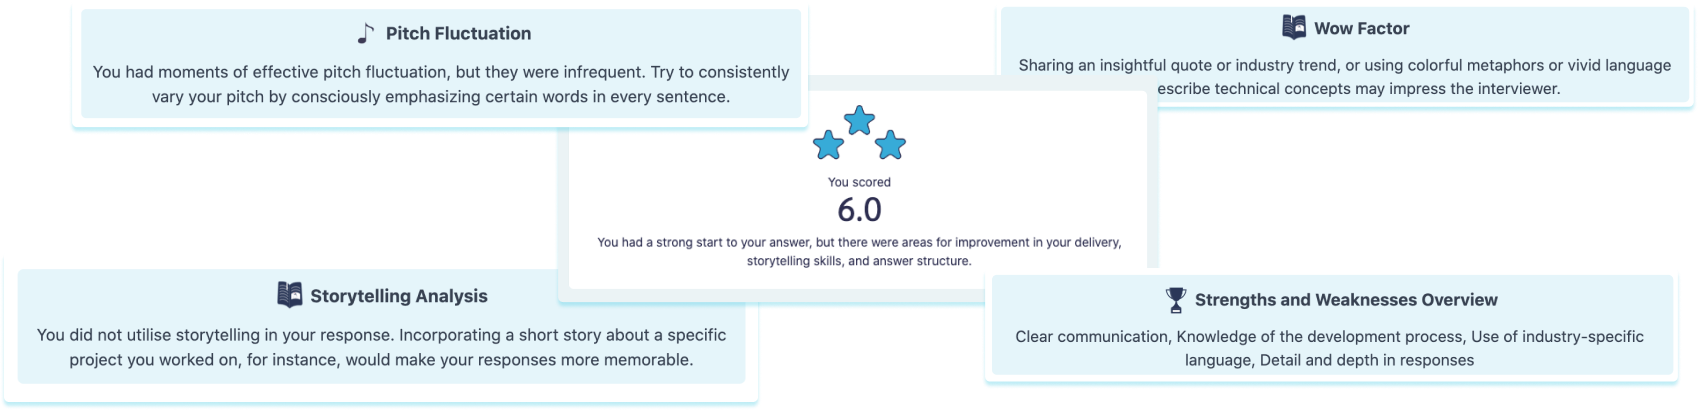 Pitch Fluctuation
You had moments of effective pitch fluctuation, but they were infrequent. Try to consistently
vary your pitch by consciously emphasizing certain words in every sentence.
Wow Factor
Sharing an insightful quote or industry trend, or using colorful metaphors or vivid language
escribe technical concepts may impress the interviewer.
You scored
6.0
You had a strong start to your answer, but there were areas for improvement in your delivery,
storytelling skills, and answer structure.
Storytelling Analysis
You did not utilise storytelling in your response. Incorporating a short story about a specific
project you worked on, for instance, would make your responses more memorable.
Strengths and Weaknesses Overview
Clear communication, Knowledge of the development process, Use of industry-specific
language, Detail and depth in responses